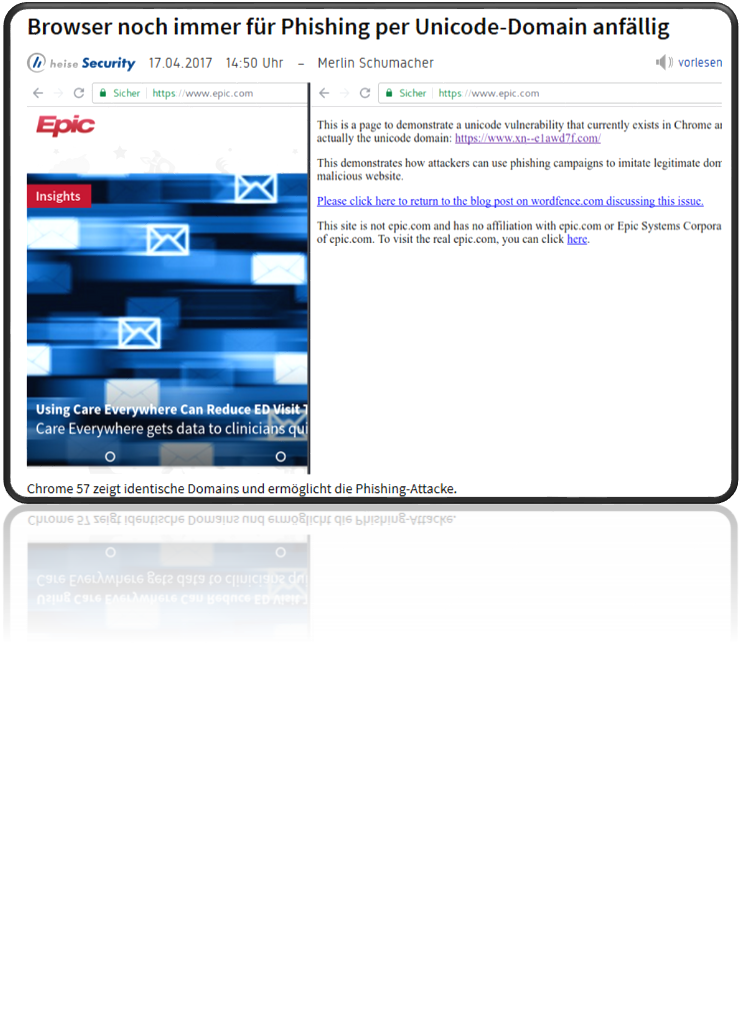 Browser noch immer für Phishing per Unicode-Domain anfällig
heise Security 17.04.2017 14:50 Uhr – Merlin Schumacher
vorlesen
Sicher https://www.epic.com
Epic
Insights
Using Care Everywhere Can Reduce ED Visit T
Care Everywhere gets data to clinicians qui
Sicher https://www.epic.com
This is a page to demonstrate a unicode vulnerability that currently exists in Chrome an
actually the unicode domain: https://www.xn--e1awd7f.com/
This demonstrates how attackers can use phishing campaigns to imitate legitimate dom
malicious website.
Please click here to return to the blog post on wordfence.com discussing this issue.
This site is not epic.com and has no affiliation with epic.com or Epic Systems Corpora
of epic.com. To visit the real epic.com, you can click here.
Chrome 57 zeigt identische Domains und ermöglicht die Phishing-Attacke.